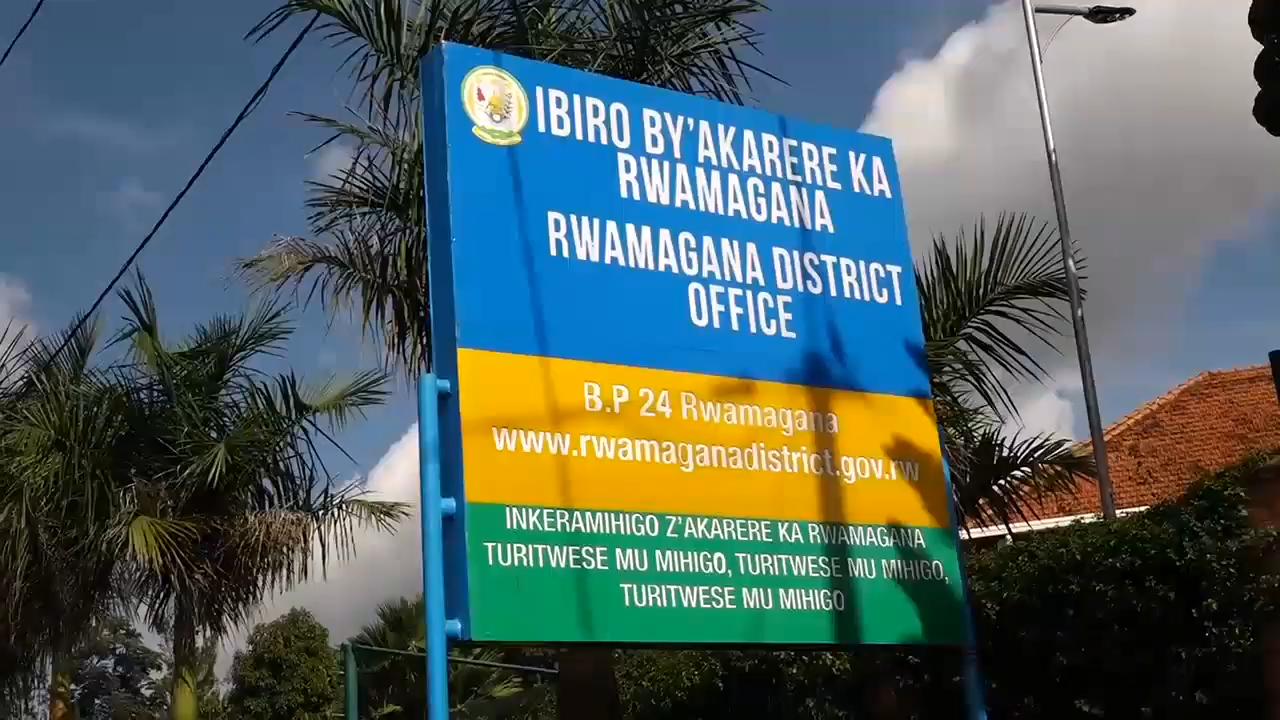 IBIRO BY'AKARERE KA
RWAMAGANA
RWAMAGANA DISTRICT
OFFICE
B.P 24 Rwamagana
www.rwamaganadistrict.gov.rw
INKERAMIHIGO Z'AKARERE KA RWAMAGANA
TURITWESE MU MIHIGO, TURITWESE MU MIHIGO,
TURITWESE MU MIHIGO